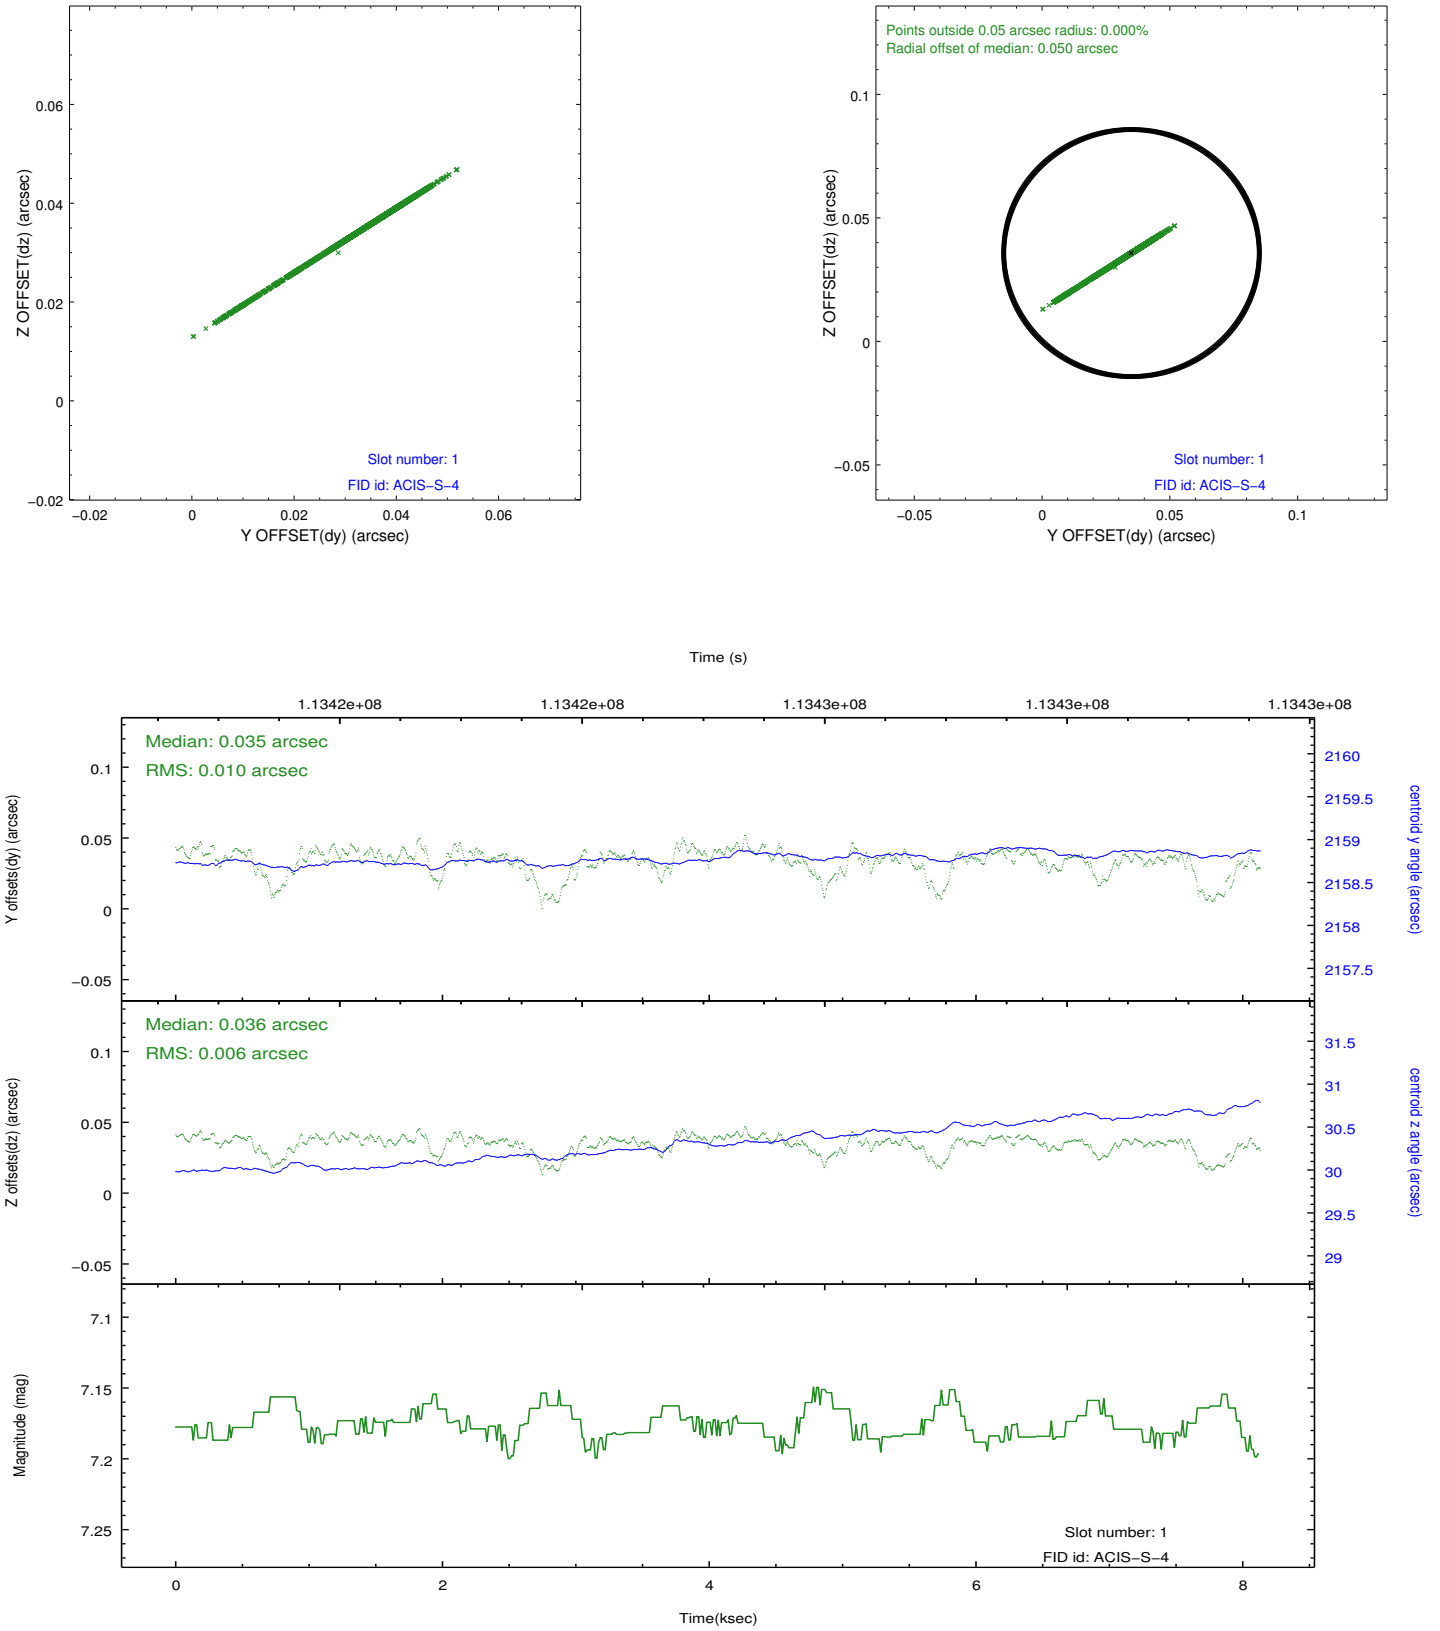 Z OFFSET(dz) (arcsec)
0.06
0.04
0.02
0
−0.02
Slot number: 1
FID id: ACIS−S−4
−0.02 0 0.02 0.04 0.06
Y OFFSET(dy) (arcsec)
Points outside 0.05 arcsec radius: 0.000%
Radial offset of median: 0.050 arcsec
Z OFFSET(dz) (arcsec)
0.1
0.05
0
−0.05
Slot number: 1
FID id: ACIS−S−4
−0.05 0 0.05 0.1
Y OFFSET(dy) (arcsec)
Time (s)
1.1342e+08 1.1342e+08 1.1343e+08 1.1343e+08 1.1343e+08
Median: 0.035 arcsec
RMS: 0.010 arcsec
Y offsets(dy) (arcsec)
0.1
0.05
0
−0.05
2160
2159.5
2159
2158.5
2158
2157.5
centroid y angle (arcsec)
Median: 0.036 arcsec
RMS: 0.006 arcsec
Z offsets(dz) (arcsec)
0.1
0.05
0
−0.05
31.5
31
30.5
30
29.5
29
centroid z angle (arcsec)
Magnitude (mag)
7.1
7.15
7.2
7.25
Slot number: 1
FID id: ACIS−S−4
0 2 4 6 8
Time(ksec)